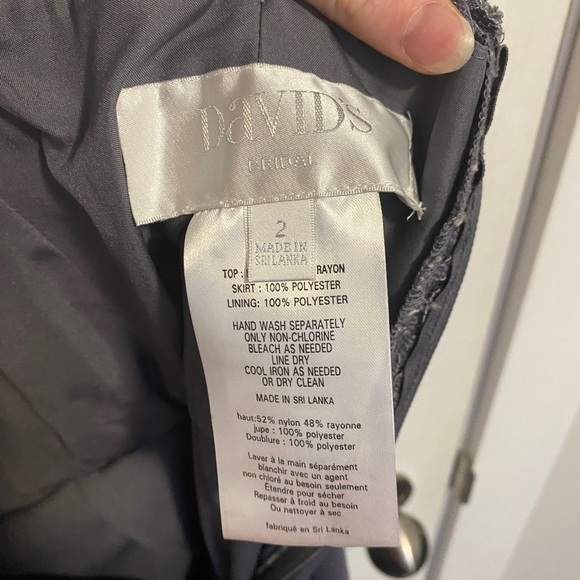 DaVID'S
BRIDAL
2
MADE IN
SRI LANKA
TOP : RAYON
SKIRT : 100% POLYESTER
LINING: 100% POLYESTER
HAND WASH SEPARATELY
ONLY NON-CHLORINE
BLEACH AS NEEDED
LINE DRY
COOL IRON AS NEEDED
OR DRY CLEAN
MADE IN SRI LANKA
haut:52% nylon 48% rayonne
jupe : 100% polyester
Doublure : 100% polyester
Laver à la main séparément
blanchir avec un agent
non chloré au besoin seulement
Étendre pour sécher
Repasser à froid au besoin
Ou nettoyer à sec
fabriqué en Sri Lanka